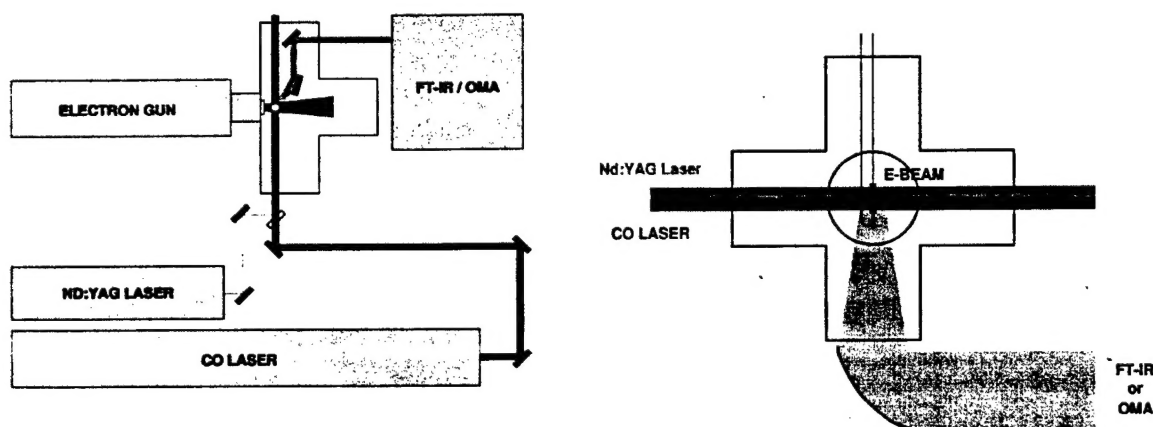 ELECTRON GUN
FT-IR / OMA
ND:YAG LASER
CO LASER
Nd:YAG Laser
E-BEAM
CO LASER
FT-IR
or
OMA